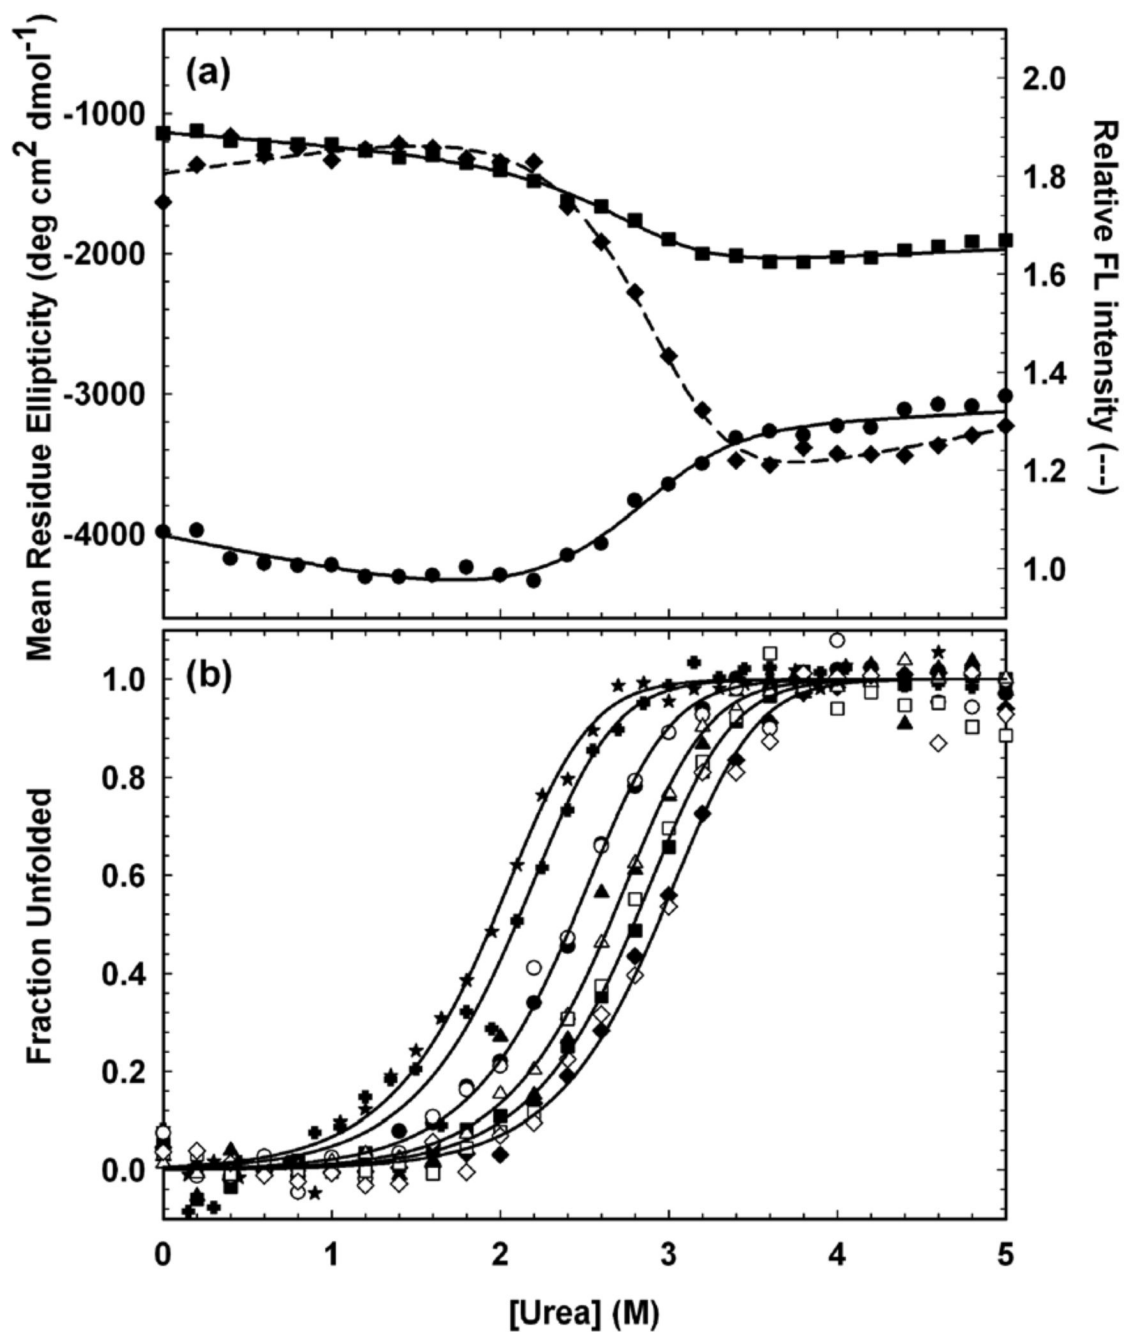 (a)
Mean Residue Ellipticity (deg cm² dmol⁻¹)
-1000
-2000
-3000
-4000
2.0
1.8
1.6
1.4
1.2
1.0
Relative FL intensity (---)
(b)
Fraction Unfolded
1.0
0.8
0.6
0.4
0.2
0.0
0 1 2 3 4 5
[Urea] (M)